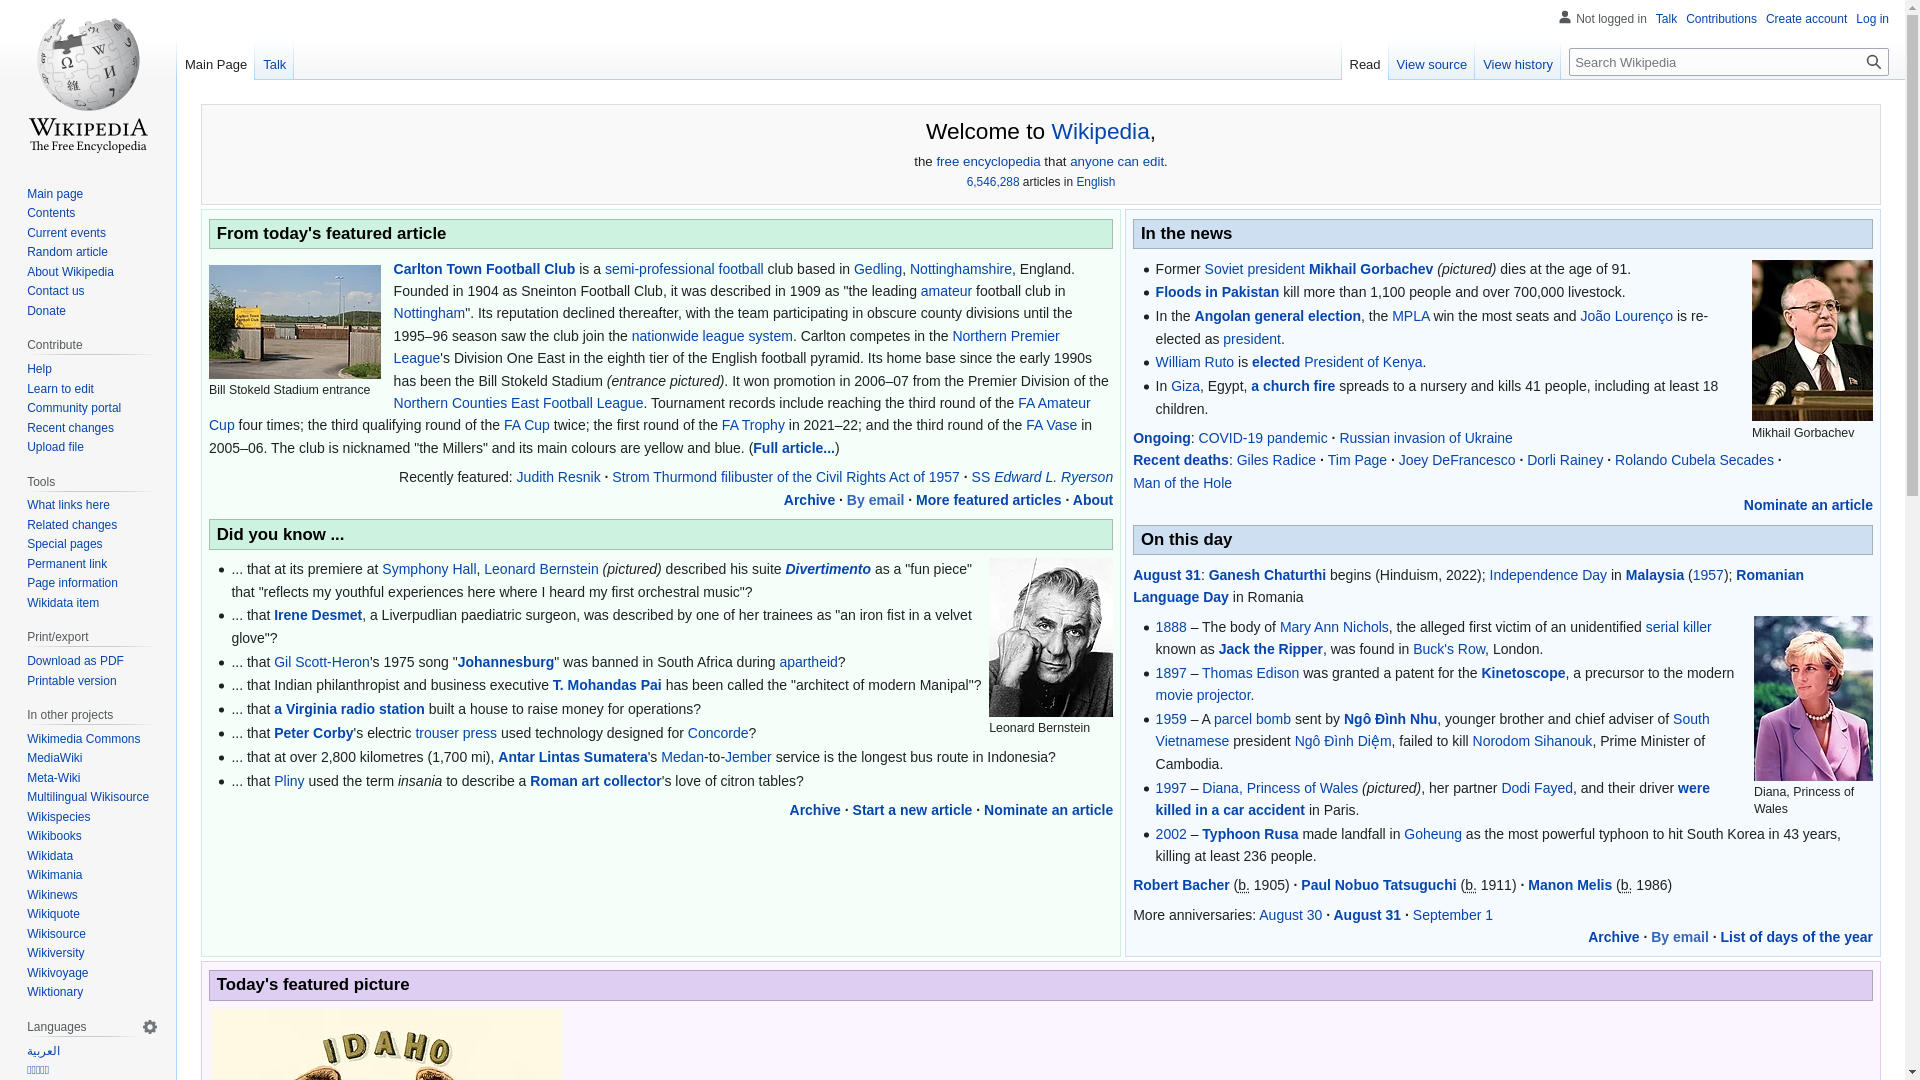 Not logged in Talk Contributions Create account Log in
Main Page Talk
Read View source View history Search Wikipedia
WIKIPEDIA
The Free Encyclopedia
Main page
Contents
Current events
Random article
About Wikipedia
Contact us
Donate
Contribute
Help
Learn to edit
Community portal
Recent changes
Upload file
Tools
What links here
Related changes
Special pages
Permanent link
Page information
Wikidata item
Print/export
Download as PDF
Printable version
In other projects
Wikimedia Commons
MediaWiki
Meta-Wiki
Multilingual Wikisource
Wikispecies
Wikibooks
Wikidata
Wikimania
Wikinews
Wikiquote
Wikisource
Wikiversity
Wikivoyage
Wiktionary
Languages
العربية
Welcome to Wikipedia,
the free encyclopedia that anyone can edit.
6,546,288 articles in English
From today's featured article
Bill Stokeld Stadium entrance
Carlton Town Football Club is a semi-professional football club based in Gedling, Nottinghamshire, England.
Founded in 1904 as Sneinton Football Club, it was described in 1909 as "the leading amateur football club in
Nottingham". Its reputation declined thereafter, with the team participating in obscure county divisions until the
1995–96 season saw the club join the nationwide league system. Carlton competes in the Northern Premier
League's Division One East in the eighth tier of the English football pyramid. Its home base since the early 1990s
has been the Bill Stokeld Stadium (entrance pictured). It won promotion in 2006–07 from the Premier Division of the
Northern Counties East Football League. Tournament records include reaching the third round of the FA Amateur
Cup four times; the third qualifying round of the FA Cup twice; the first round of the FA Trophy in 2021–22; and the third round of the FA Vase in
2005–06. The club is nicknamed "the Millers" and its main colours are yellow and blue. (Full article...)
Recently featured: Judith Resnik · Strom Thurmond filibuster of the Civil Rights Act of 1957 · SS Edward L. Ryerson
Archive · By email · More featured articles · About
Did you know ...
... that at its premiere at Symphony Hall, Leonard Bernstein (pictured) described his suite Divertimento as a "fun piece"
that "reflects my youthful experiences here where I heard my first orchestral music"?
... that Irene Desmet, a Liverpudlian paediatric surgeon, was described by one of her trainees as "an iron fist in a velvet
glove"?
... that Gil Scott-Heron's 1975 song "Johannesburg" was banned in South Africa during apartheid?
... that Indian philanthropist and business executive T. Mohandas Pai has been called the "architect of modern Manipal"?
... that a Virginia radio station built a house to raise money for operations?
... that Peter Corby's electric trouser press used technology designed for Concorde?
... that at over 2,800 kilometres (1,700 mi), Antar Lintas Sumatera's Medan-to-Jember service is the longest bus route in Indonesia?
... that Pliny used the term insania to describe a Roman art collector's love of citron tables?
Leonard Bernstein
Archive · Start a new article · Nominate an article
In the news
Former Soviet president Mikhail Gorbachev (pictured) dies at the age of 91.
Floods in Pakistan kill more than 1,100 people and over 700,000 livestock.
In the Angolan general election, the MPLA win the most seats and João Lourenço is re-
elected as president.
William Ruto is elected President of Kenya.
In Giza, Egypt, a church fire spreads to a nursery and kills 41 people, including at least 18
children.
Mikhail Gorbachev
Ongoing: COVID-19 pandemic · Russian invasion of Ukraine
Recent deaths: Giles Radice · Tim Page · Joey DeFrancesco · Dorli Rainey · Rolando Cubela Secades ·
Man of the Hole
Nominate an article
On this day
August 31: Ganesh Chaturthi begins (Hinduism, 2022); Independence Day in Malaysia (1957); Romanian
Language Day in Romania
1888 – The body of Mary Ann Nichols, the alleged first victim of an unidentified serial killer
known as Jack the Ripper, was found in Buck's Row, London.
1897 – Thomas Edison was granted a patent for the Kinetoscope, a precursor to the modern
movie projector.
1959 – A parcel bomb sent by Ngô Đình Nhu, younger brother and chief adviser of South
Vietnamese president Ngô Đình Diệm, failed to kill Norodom Sihanouk, Prime Minister of
Cambodia.
1997 – Diana, Princess of Wales (pictured), her partner Dodi Fayed, and their driver were
killed in a car accident in Paris.
2002 – Typhoon Rusa made landfall in Goheung as the most powerful typhoon to hit South Korea in 43 years,
killing at least 236 people.
Diana, Princess of
Wales
Robert Bacher (b. 1905) · Paul Nobuo Tatsuguchi (b. 1911) · Manon Melis (b. 1986)
More anniversaries: August 30 · August 31 · September 1
Archive · By email · List of days of the year
Today's featured picture
IDAHO